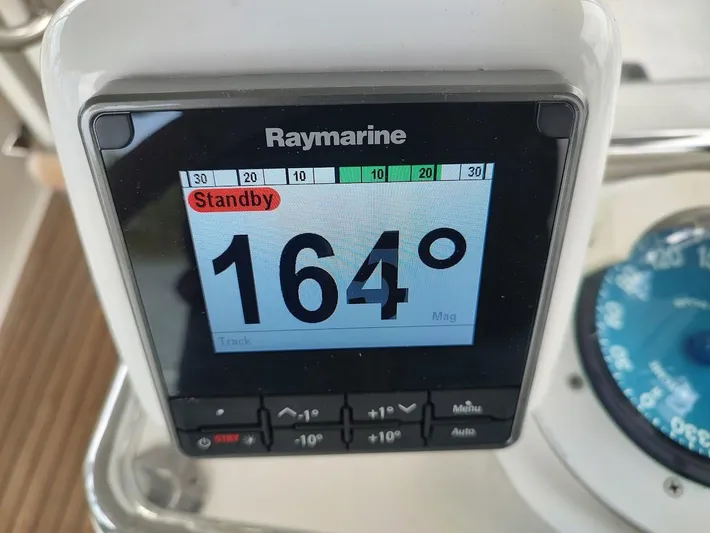 Raymarine
30 20 10 10 20 30
Standby
164°
Mag
Track
-1° +1° Menu
STBY -10° +10° Auto